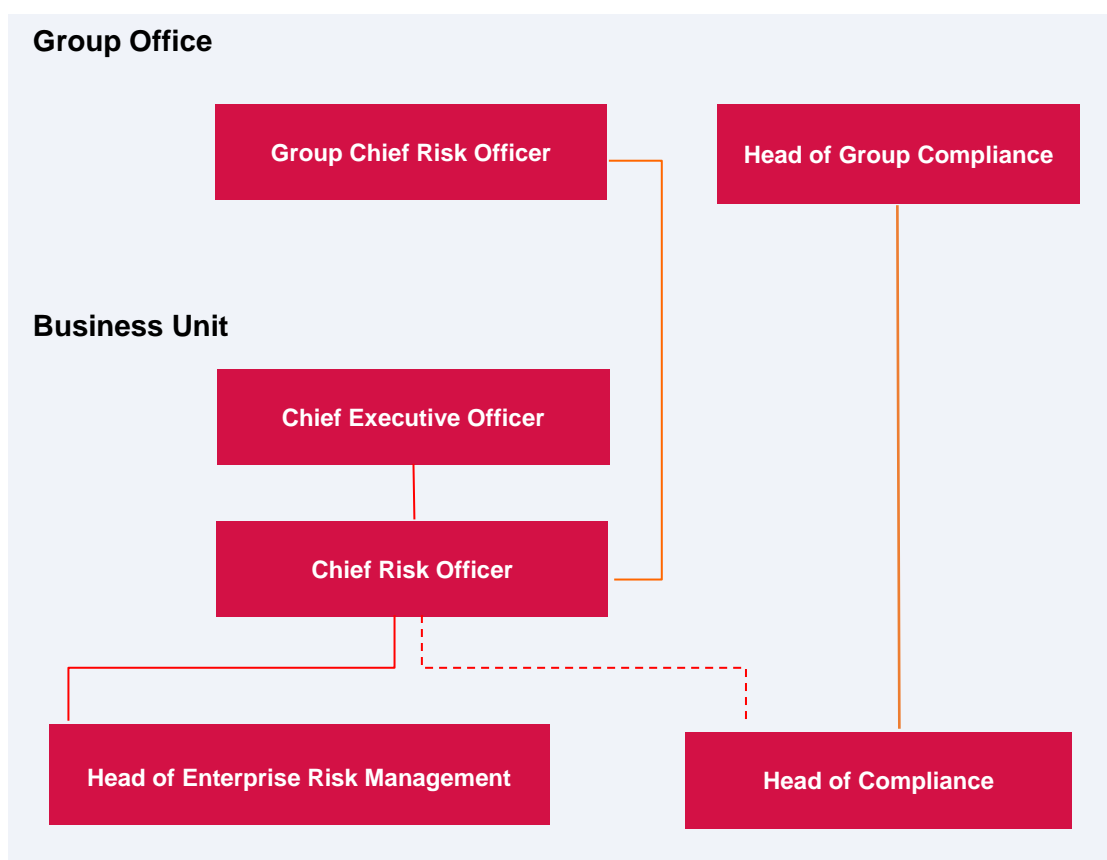 Group Office
Group Chief Risk Officer
Head of Group Compliance
Business Unit
Chief Executive Officer
Chief Risk Officer
Head of Enterprise Risk Management
Head of Compliance